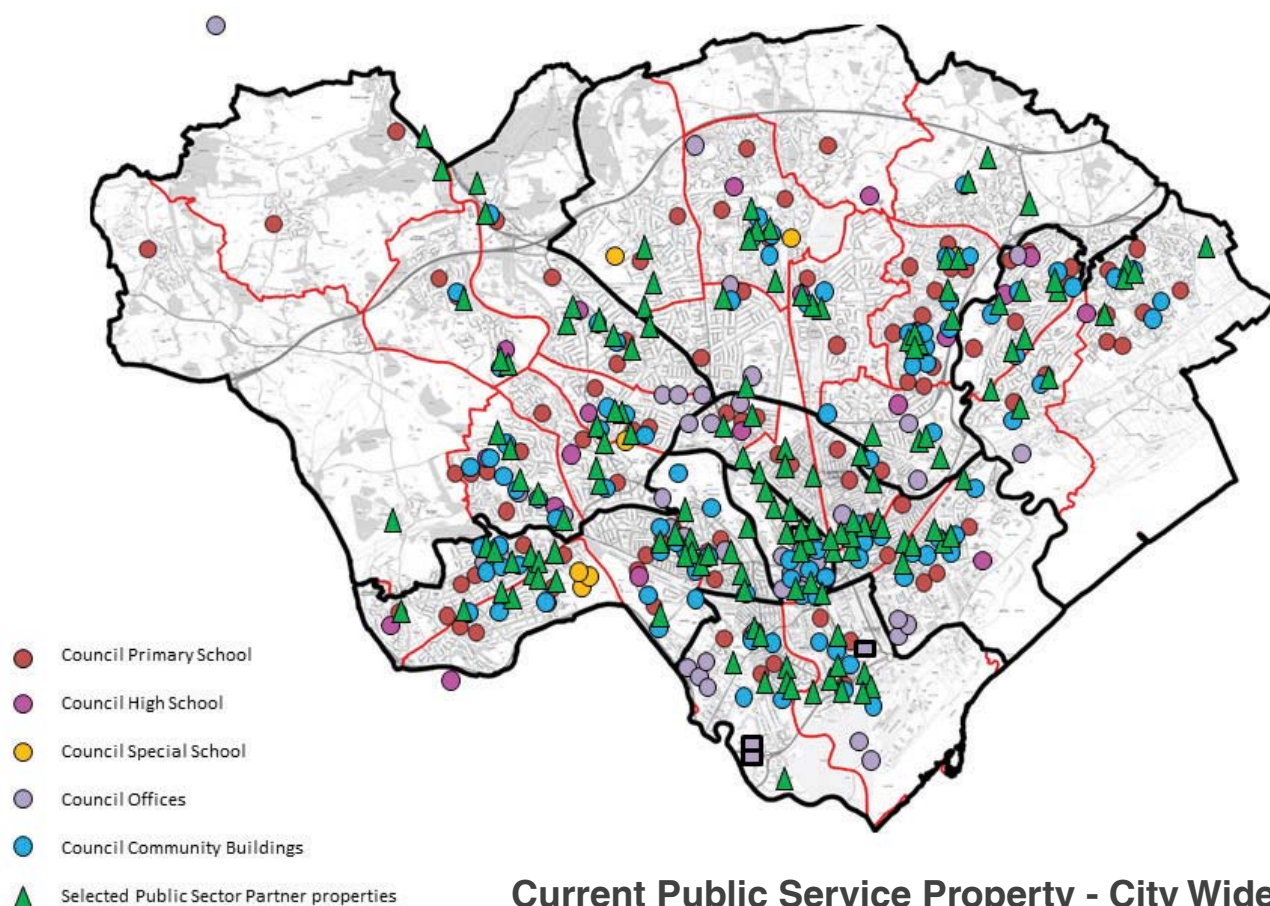 Council Primary School
Council High School
Council Special School
Council Offices
Council Community Buildings
Selected Public Sector Partner properties
Current Public Service Property - City Wide